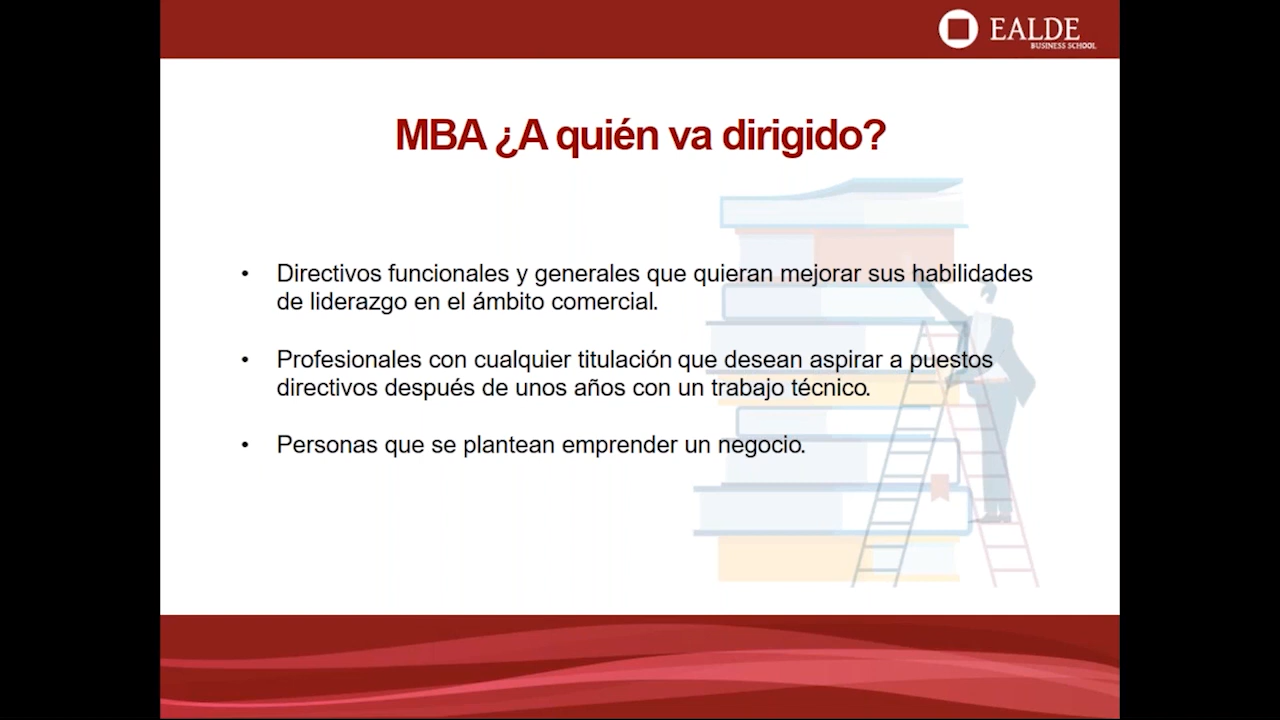 EALDE
BUSINESS SCHOOL
MBA ¿A quién va dirigido?
• Directivos funcionales y generales que quieran mejorar sus habilidades
de liderazgo en el ámbito comercial.
• Profesionales con cualquier titulación que desean aspirar a puestos
directivos después de unos años con un trabajo técnico.
• Personas que se plantean emprender un negocio.